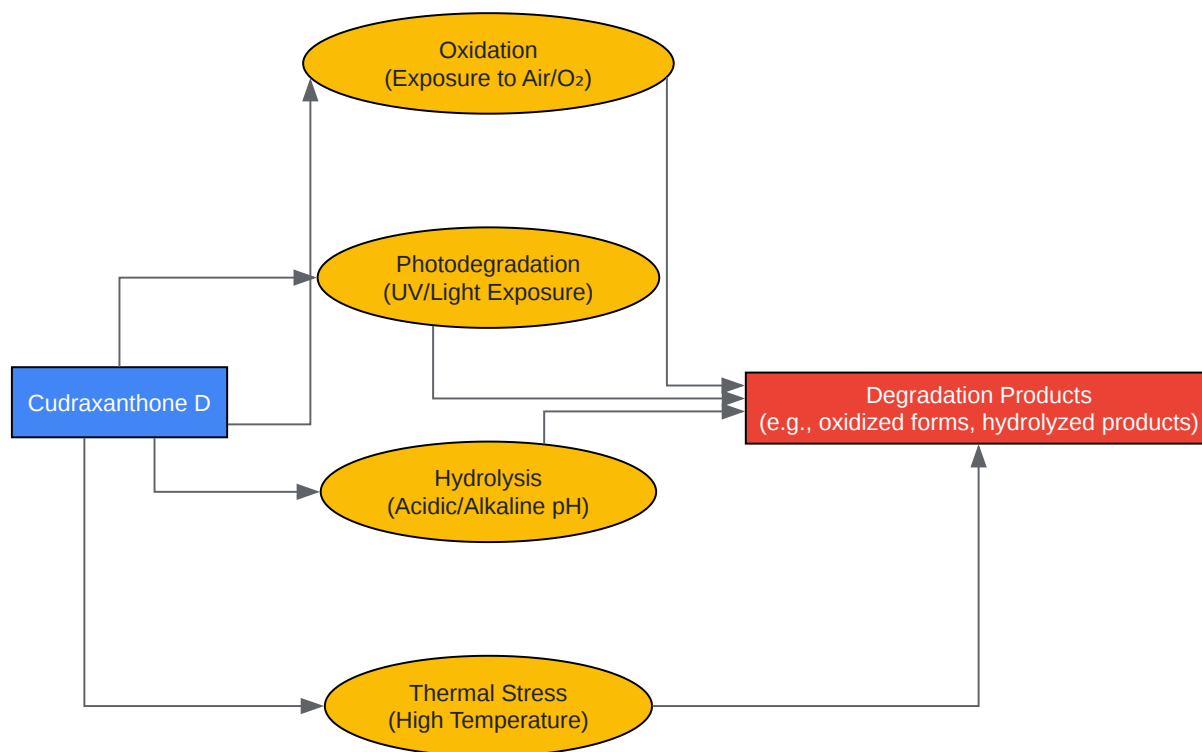 Oxidation
(Exposure to Air/O₂)
Photodegradation
(UV/Light Exposure)
Cudraxanthone D
Degradation Products
(e.g., oxidized forms, hydrolyzed products)
Hydrolysis
(Acidic/Alkaline pH)
Thermal Stress
(High Temperature)